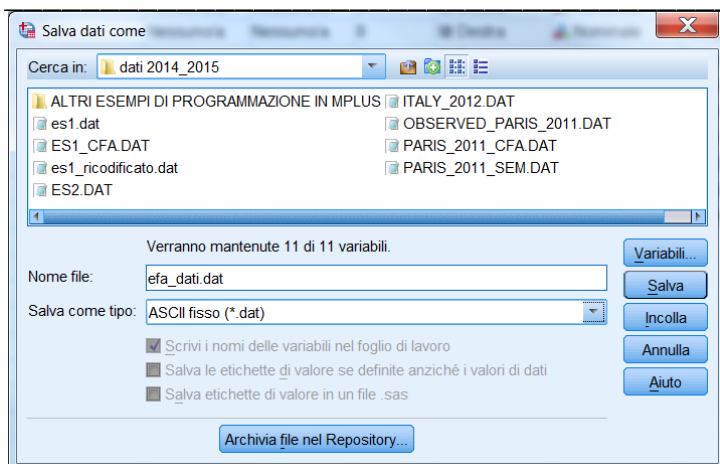 Salva dati come
Cerca in: dati 2014_2015
ALTRI ESEMPI DI PROGRAMMAZIONE IN MPLUS
es1.dat
ES1_CFA.DAT
es1_ricodificato.dat
ES2.DAT
ITALY_2012.DAT
OBSERVED_PARIS_2011.DAT
PARIS_2011_CFA.DAT
PARIS_2011_SEM.DAT
Verranno mantenute 11 di 11 variabili.
Variabili...
Nome file: efa_dati.dat
Salva
Salva come tipo: ASCII fisso (*.dat)
Incolla
Scrivi i nomi delle variabili nel foglio di lavoro
Annulla
Salva le etichette di valore se definite anziché i valori di dati
Aiuto
Salva etichette di valore in un file .sas
Archivia file nel Repository...